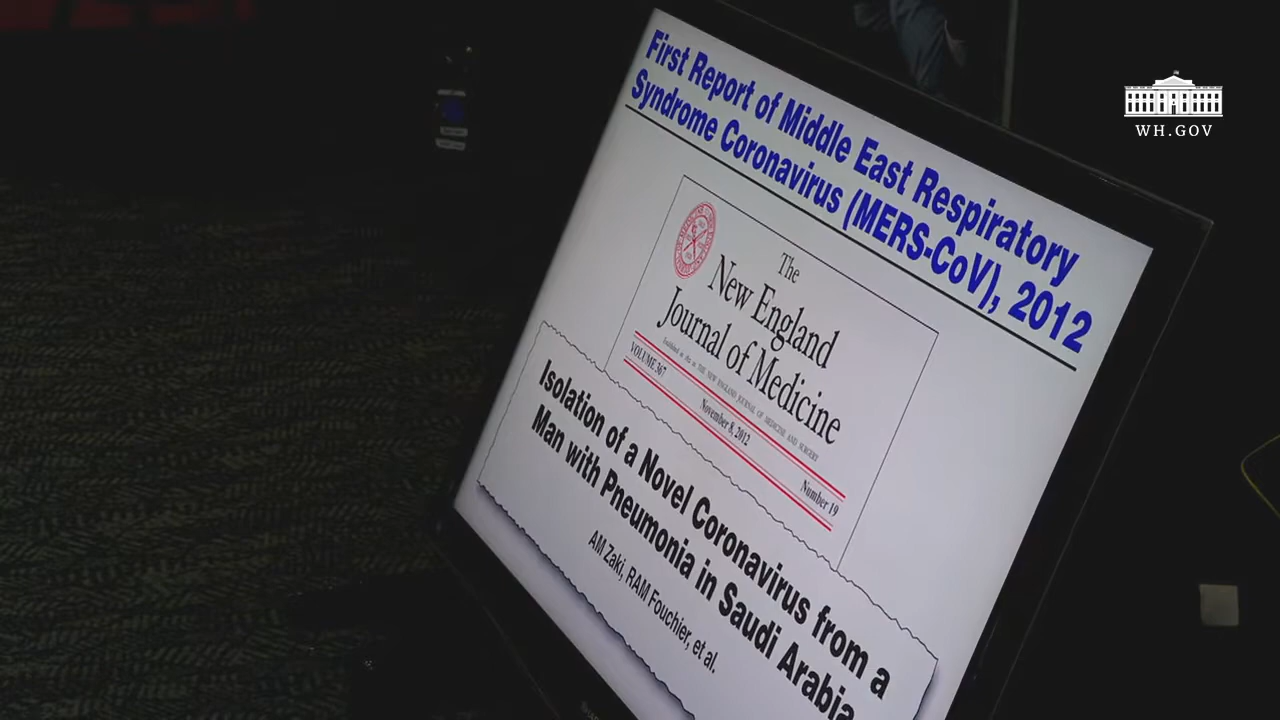 First Report of Middle East Respiratory
Syndrome Coronavirus (MERS-CoV), 2012
The
New England
Journal of Medicine
VOLUME 367
November 8, 2012
Number 19
Isolation of a Novel Coronavirus from a
Man with Pneumonia in Saudi Arabia
AM Zaki, RAM Fouchier, et al.
WH.GOV